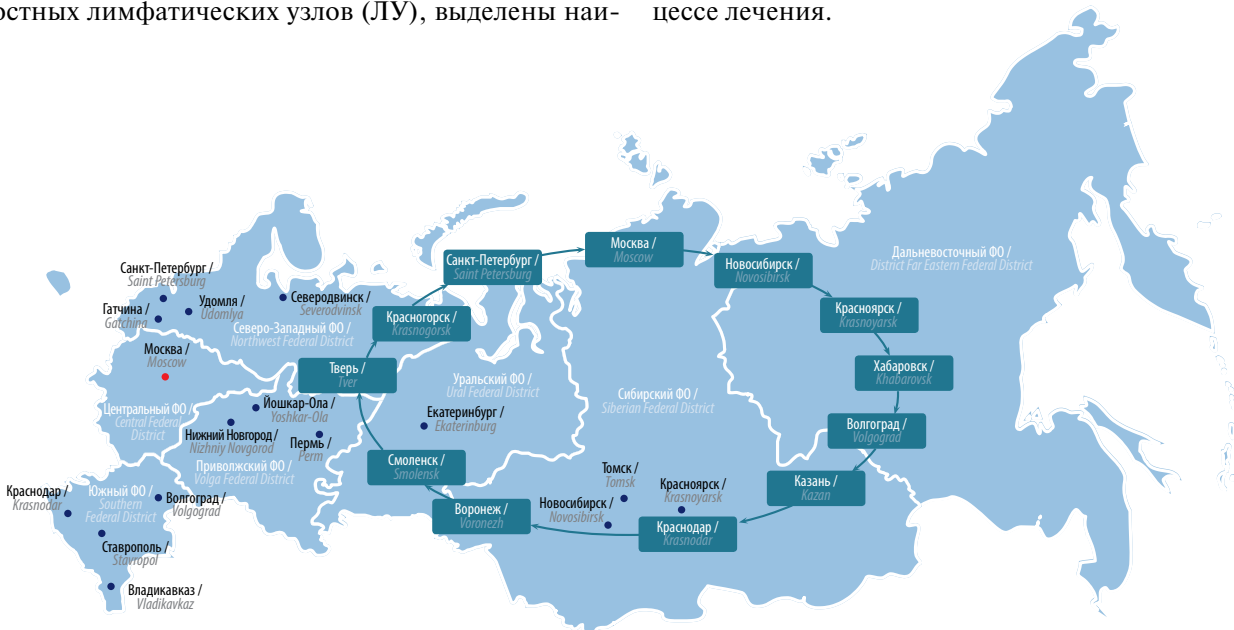 остных лимфатических узлов (ЛУ), выделены наи-
цессе лечения.
Санкт-Петербург /
Saint Petersburg
Гатчина /
Gatchina
Удомля /
Udomlya
Северодвинск /
Severodvinsk
Северо-Западный ФО /
Northwest Federal District
Москва /
Moscow
Центральный ФО /
Central Federal
District
Йошкар-Ола /
Yoshkar-Ola
Нижний Новгород /
Nizhniy Novgorod
Пермь /
Perm
Приволжский ФО /
Volga Federal District
Краснодар /
Krasnodar
Южный ФО /
Southern
Federal District
Волгоград /
Volgograd
Ставрополь /
Stavropol
Владикавказ /
Vladikavkaz
Уральский ФО /
Ural Federal District
Екатеринбург /
Ekaterinburg
Сибирский ФО /
Siberian Federal District
Томск /
Tomsk
Новосибирск /
Novosibirsk
Красноярск /
Krasnoyarsk
Дальневосточный ФО /
District Far Eastern Federal District
Санкт-Петербург /
Saint Petersburg
Москва /
Moscow
Новосибирск /
Novosibirsk
Красноярск /
Krasnoyarsk
Хабаровск /
Khabarovsk
Волгоград /
Volgograd
Казань /
Kazan
Краснодар /
Krasnodar
Воронеж /
Voronezh
Смоленск /
Smolensk
Тверь /
Tver
Красногорск /
Krasnogorsk